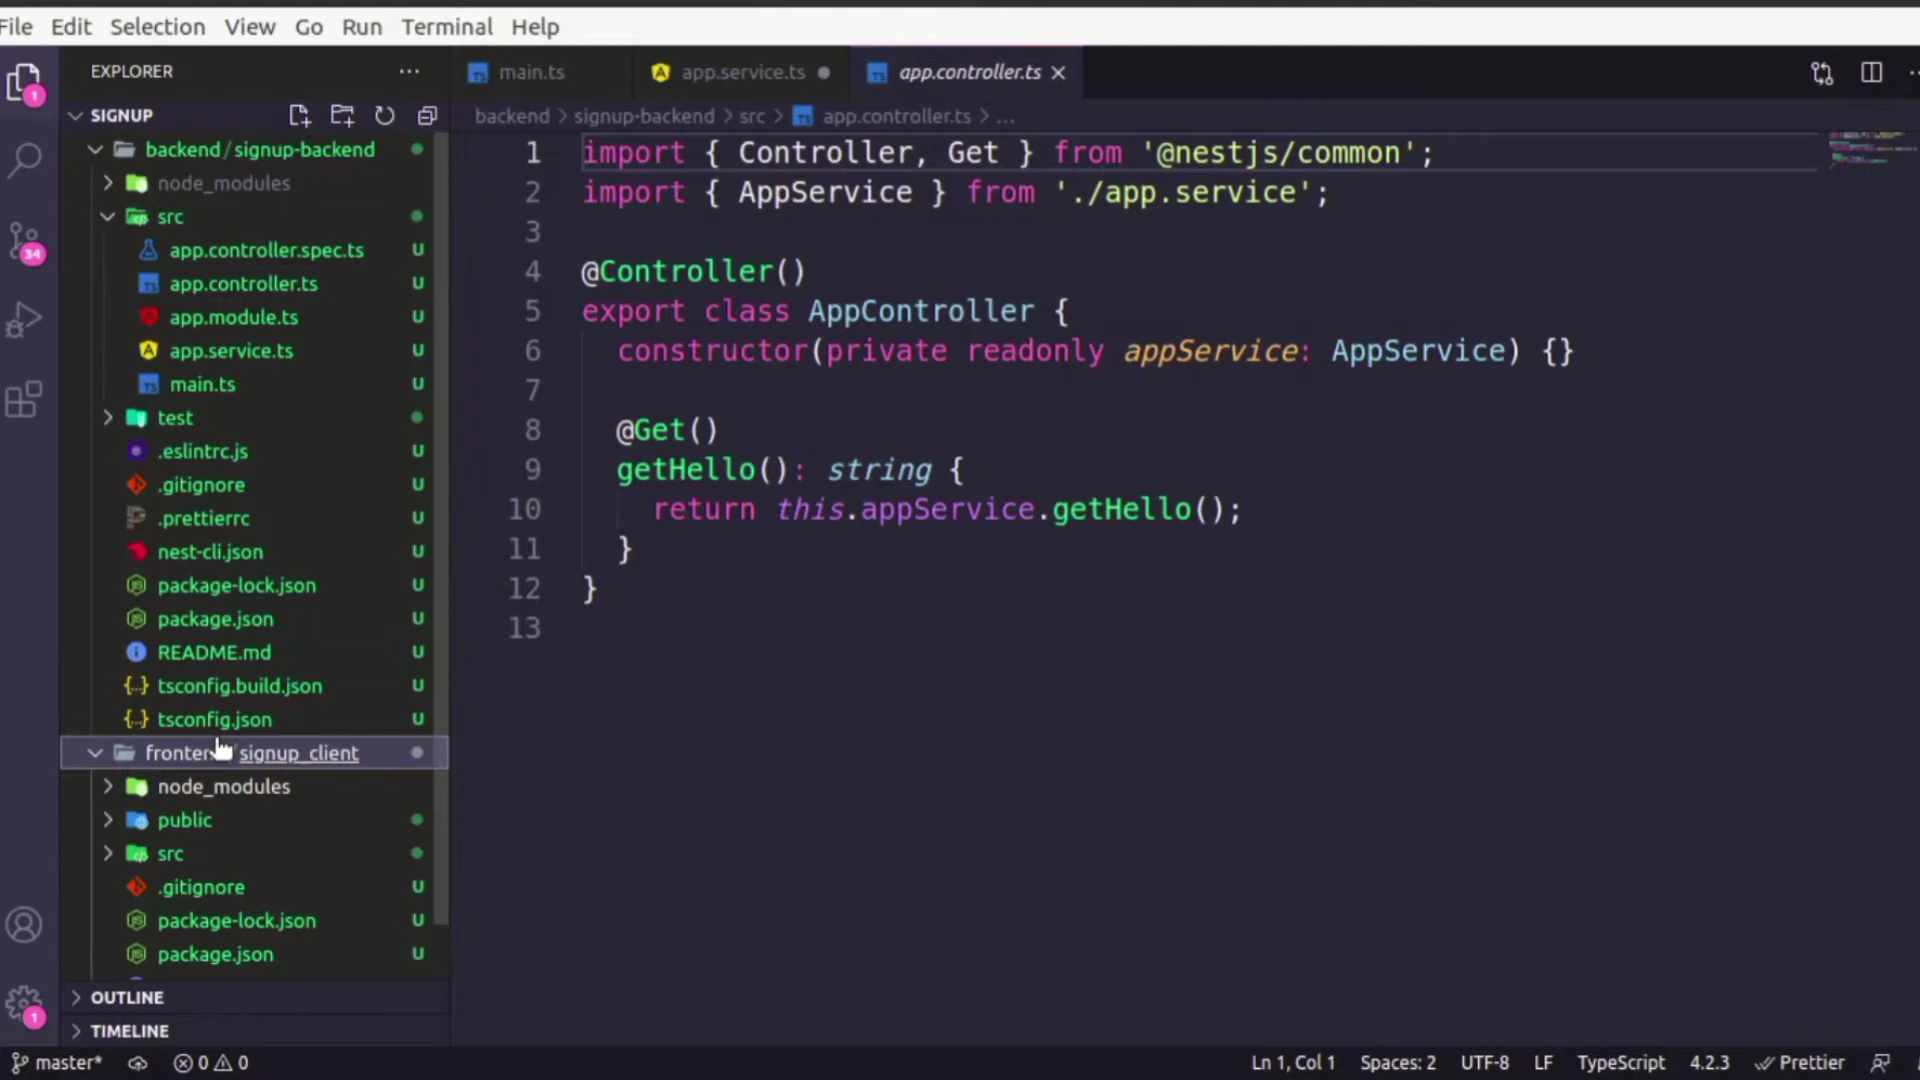 File Edit Selection View Go Run Terminal Help
EXPLORER
SIGNUP
backend / signup-backend
node_modules
src
app.controller.spec.ts U
app.controller.ts U
app.module.ts U
app.service.ts U
main.ts U
test
.eslintrc.js U
.gitignore U
.prettierrc U
nest-cli.json U
package-lock.json U
package.json U
README.md U
tsconfig.build.json U
tsconfig.json U
signup_client
node_modules
public
src
.gitignore U
package-lock.json U
package.json U
OUTLINE
TIMELINE
1
34
1
main.ts app.service.ts app.controller.ts
backend > signup-backend > src > app.controller.ts > ...
1 import { Controller, Get } from '@nestjs/common';
2 import { AppService } from './app.service';
3
4 @Controller()
5 export class AppController {
6 constructor(private readonly appService: AppService) {}
7
8 @Get()
9 getHello(): string {
10 return this.appService.getHello();
11 }
12 }
13
master* 0 0 Ln 1, Col 1 Spaces: 2 UTF-8 LF TypeScript 4.2.3 Prettier